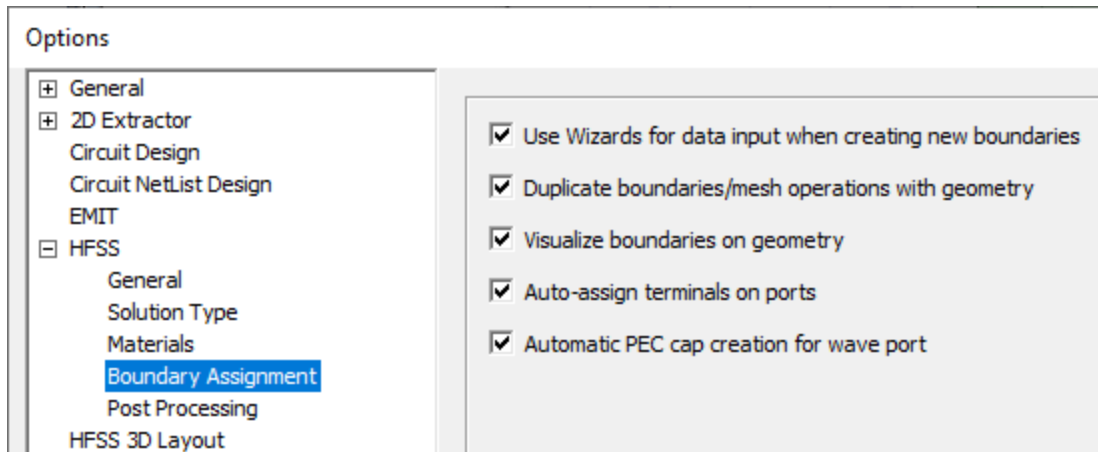 Options
General
2D Extractor
Circuit Design
Circuit NetList Design
EMIT
HFSS
General
Solution Type
Materials
Boundary Assignment
Post Processing
HFSS 3D Layout
Use Wizards for data input when creating new boundaries
Duplicate boundaries/mesh operations with geometry
Visualize boundaries on geometry
Auto-assign terminals on ports
Automatic PEC cap creation for wave port